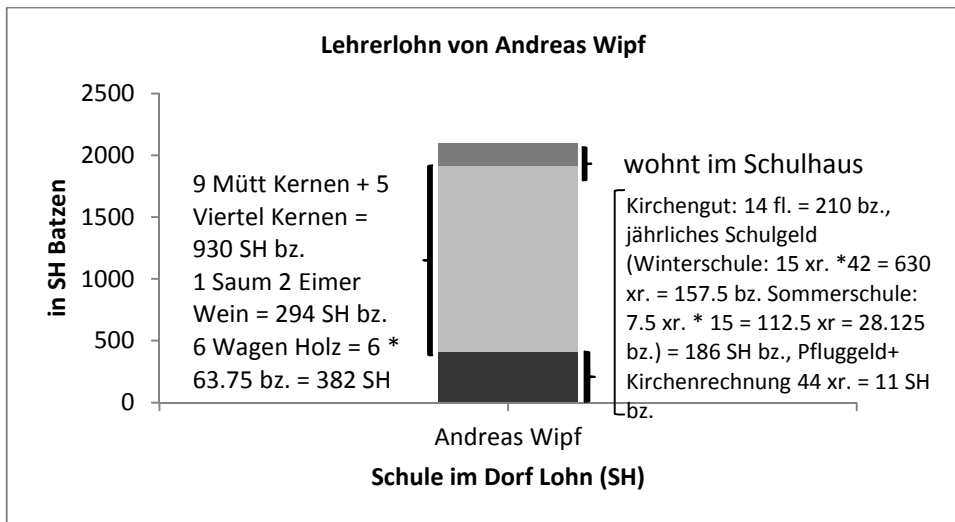 Lehrerlohn von Andreas Wipf
in SH Batzen
2500
2000
1500
1000
500
0
9 Mütt Kernen + 5
Viertel Kernen =
930 SH bz.
1 Saum 2 Eimer
Wein = 294 SH bz.
6 Wagen Holz = 6 *
63.75 bz. = 382 SH
wohnt im Schulhaus
Kirchengut: 14 fl. = 210 bz.,
jährliches Schulgeld
(Winterschule: 15 xr. *42 = 630
xr. = 157.5 bz. Sommerschule:
7.5 xr. * 15 = 112.5 xr = 28.125
bz.) = 186 SH bz., Pfluggeld+
Kirchenrechnung 44 xr. = 11 SH
bz.
Andreas Wipf
Schule im Dorf Lohn (SH)